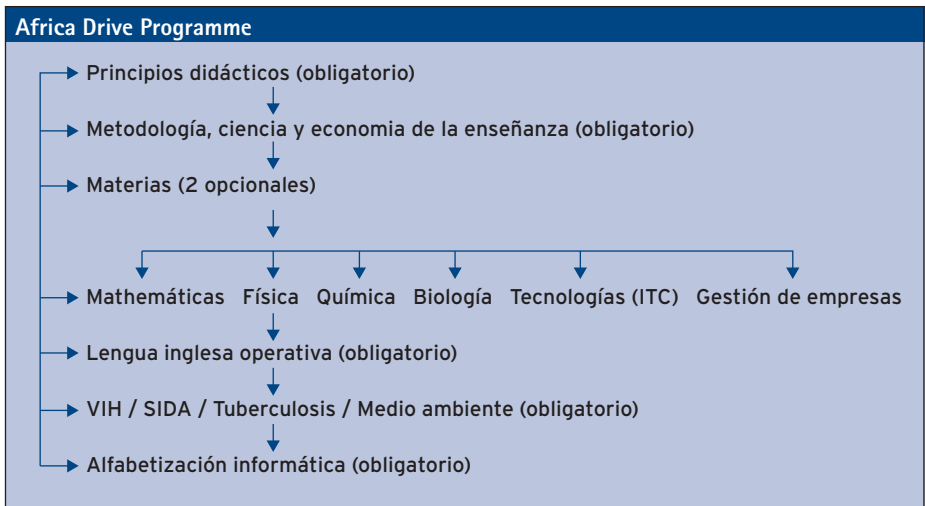 Africa Drive Programme
Principios didácticos (obligatorio)
Metodología, ciencia y economia de la enseñanza (obligatorio)
Materias (2 opcionales)
Mathemáticas Física Química Biología Tecnologías (ITC) Gestión de empresas
Lengua inglesa operativa (obligatorio)
VIH / SIDA / Tuberculosis / Medio ambiente (obligatorio)
Alfabetización informática (obligatorio)